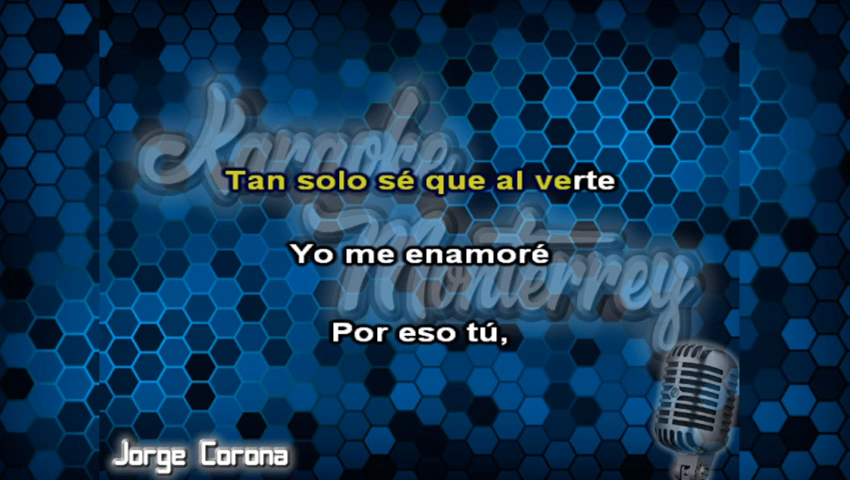 Karaoke
Tan solo sé que al verte
Yo me enamoré
Monterrey
Por eso tú,
Jorge Corona